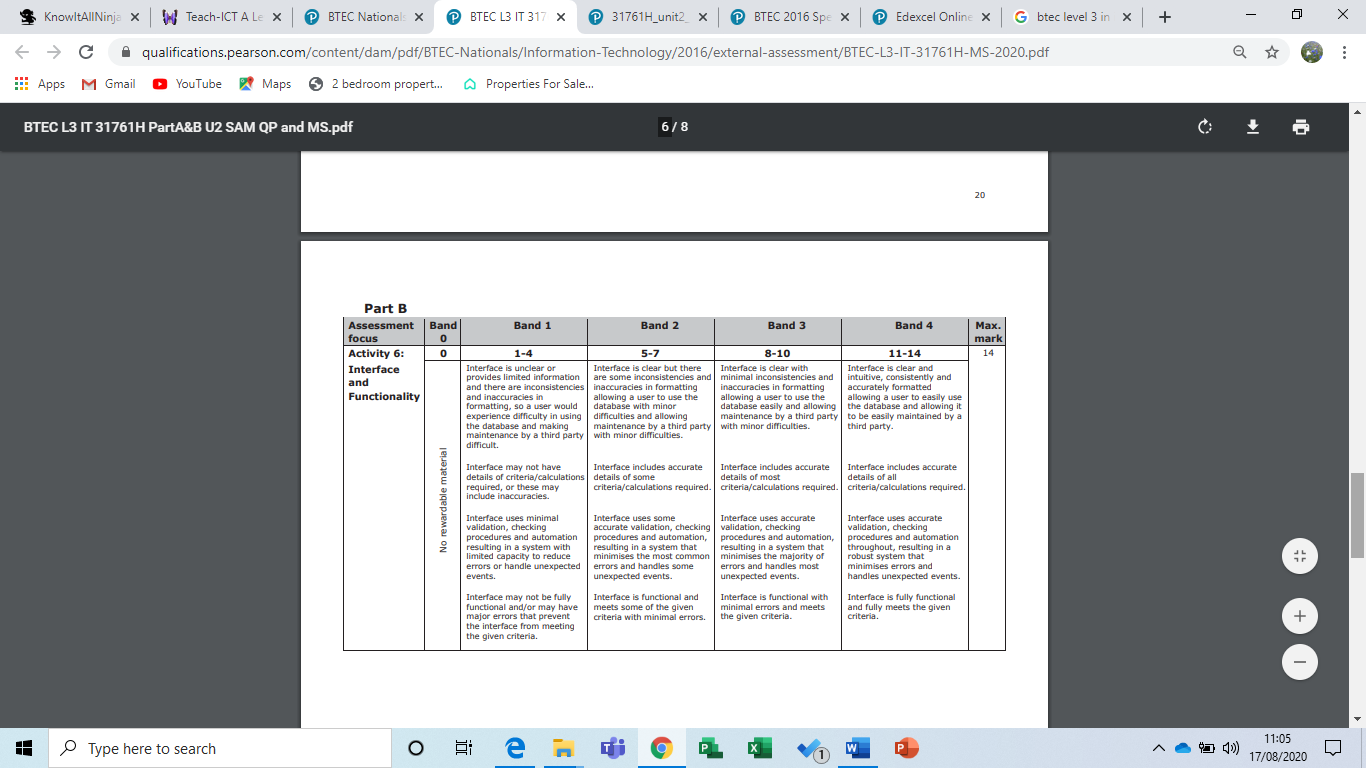 KnowItAllNinja
Teach-ICT A Le
BTEC Nationals
BTEC L3 IT 317
31761H_unit2_
BTEC 2016 Spe
Edexcel Online
btec level 3 in
qualifications.pearson.com/content/dam/pdf/BTEC-Nationals/Information-Technology/2016/external-assessment/BTEC-L3-IT-31761H-MS-2020.pdf
Apps
Gmail
YouTube
Maps
2 bedroom propert...
Properties For Sale...
BTEC L3 IT 31761H PartA&B U2 SAM QP and MS.pdf
6 / 8
20
Part B
Assessment
focus
Band
0
Band 1
Band 2
Band 3
Band 4
Max.
mark
Activity 6:
Interface
and
Functionality
0
1-4
5-7
8-10
11-14
14
No rewardable material
Interface is unclear or
provides limited information
and there are inconsistencies
and inaccuracies in
formatting, so a user would
experience difficulty in using
the database and making
maintenance by a third party
difficult.
Interface may not have
details of criteria/calculations
required, or these may
include inaccuracies.
Interface uses minimal
validation, checking
procedures and automation
resulting in a system with
limited capacity to reduce
errors or handle unexpected
events.
Interface may not be fully
functional and/or may have
major errors that prevent
the interface from meeting
the given criteria.
Interface is clear but there
are some inconsistencies and
inaccuracies in formatting
allowing a user to use the
database with minor
difficulties and allowing
maintenance by a third party
with minor difficulties.
Interface includes accurate
details of some
criteria/calculations required.
Interface uses some
accurate validation, checking
procedures and automation,
resulting in a system that
minimises the most common
errors and handles some
unexpected events.
Interface is functional and
meets some of the given
criteria with minimal errors.
Interface is clear with
minimal inconsistencies and
inaccuracies in formatting
allowing a user to use the
database easily and allowing
maintenance by a third party
with minor difficulties.
Interface includes accurate
details of most
criteria/calculations required.
Interface uses accurate
validation, checking
procedures and automation,
resulting in a system that
minimises the majority of
errors and handles most
unexpected events.
Interface is functional with
minimal errors and meets
the given criteria.
Interface is clear and
intuitive, consistently and
accurately formatted
allowing a user to easily use
the database and allowing it
to be easily maintained by a
third party.
Interface includes accurate
details of all
criteria/calculations required.
Interface uses accurate
validation, checking
procedures and automation
throughout, resulting in a
robust system that
minimises errors and
handles unexpected events.
Interface is fully functional
and fully meets the given
criteria.
Type here to search
1
11:05
17/08/2020